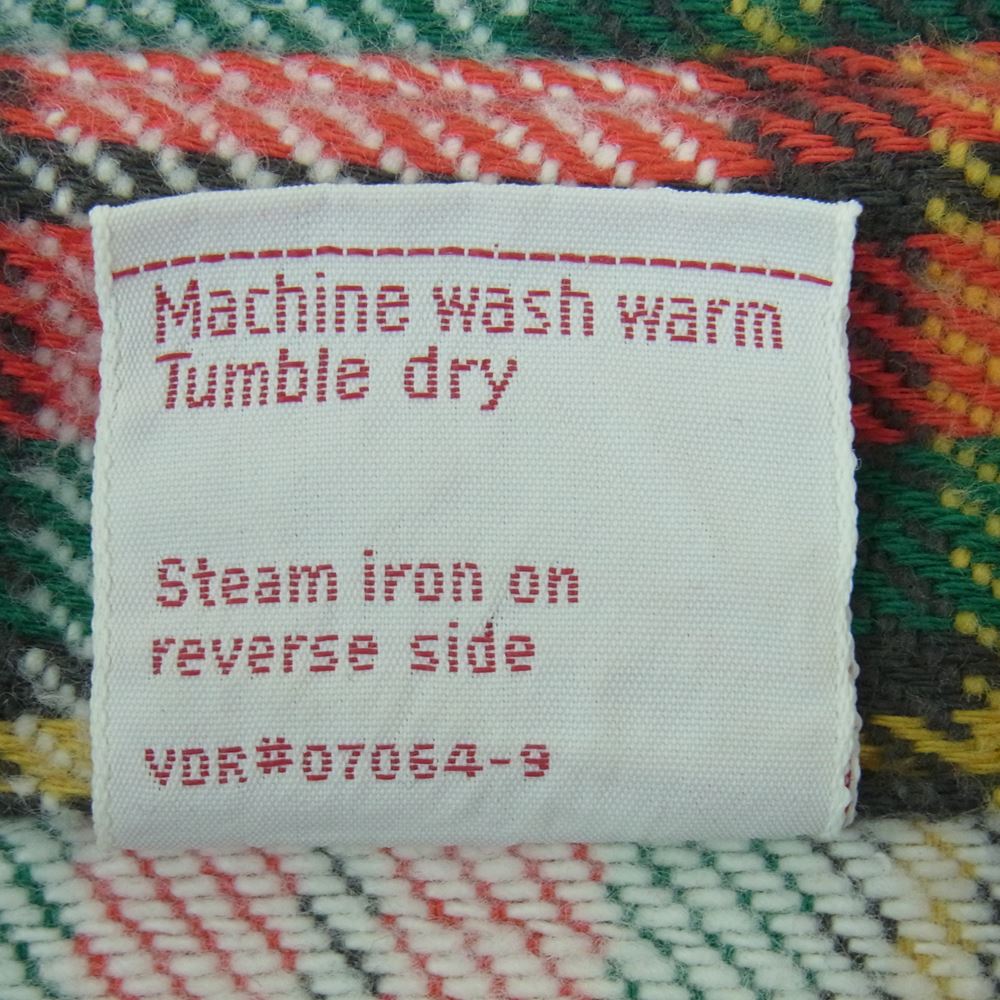 Machine wash warm
Tumble dry
Steam iron on
reverse side
VDR#07064-9